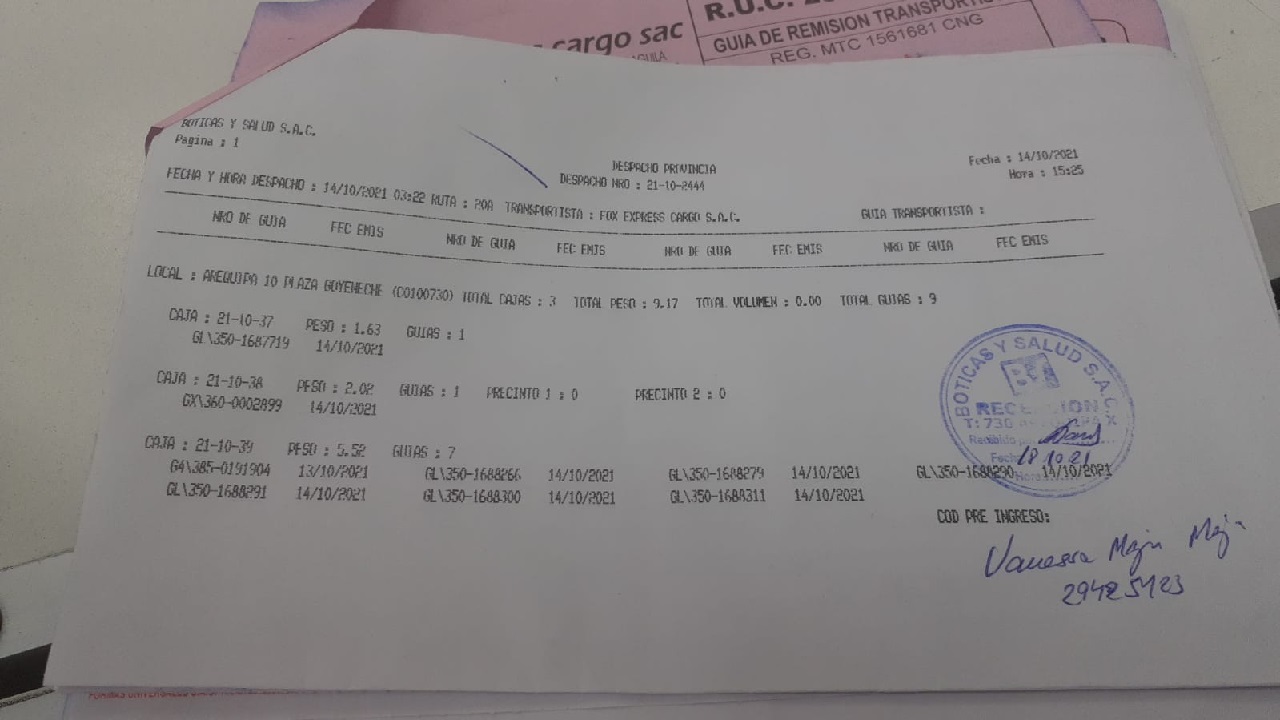 cargo sac
R.U.C. 20
GUIA DE REMISION TRANSPORTIS
REG. MTC 1561681 CNG
BOTICAS Y SALUD S.A.C.
Pagina : 1
Fecha : 14/10/2021
Hora : 15:25
DESPACHO PROVINCIA
DESPACHO NRO : 21-10-2444
FECHA Y HORA DESPACHO : 14/10/2021 03:22 RUTA : POA TRANSPORTISTA : FOX EXPRESS CARGO S.A.C. GUIA TRANSPORTISTA :
NRO DE GUIA FEC EMIS NRO DE GUIA FEC EMIS NRO DE GUIA FEC EMIS NRO DE GUIA FEC EMIS
LOCAL : AREQUIPA 10 PLAZA GOYENECHE (C0100730) TOTAL CAJAS : 3 TOTAL PESO : 9.17 TOTAL VOLUMEN : 0.00 TOTAL GUIAS : 9
CAJA : 21-10-37 PESO : 1.63 GUIAS : 1
GL\350-1687719 14/10/2021
CAJA : 21-10-38 PESO : 2.02 GUIAS : 1 PRECINTO 1 : 0 PRECINTO 2 : 0
GX\360-0002899 14/10/2021
CAJA : 21-10-39 PESO : 5.52 GUIAS : 7
G4\385-0191904 13/10/2021 GL\350-1688266 14/10/2021 GL\350-1688279 14/10/2021 GL\350-1688290 14/10/2021
GL\350-1688291 14/10/2021 GL\350-1688300 14/10/2021 GL\350-1688311 14/10/2021
BOTICAS Y SALUD S.A.C.
T: 730
Recibido
18 10 21
COD PRE INGRESO:
Vanessa
29425423